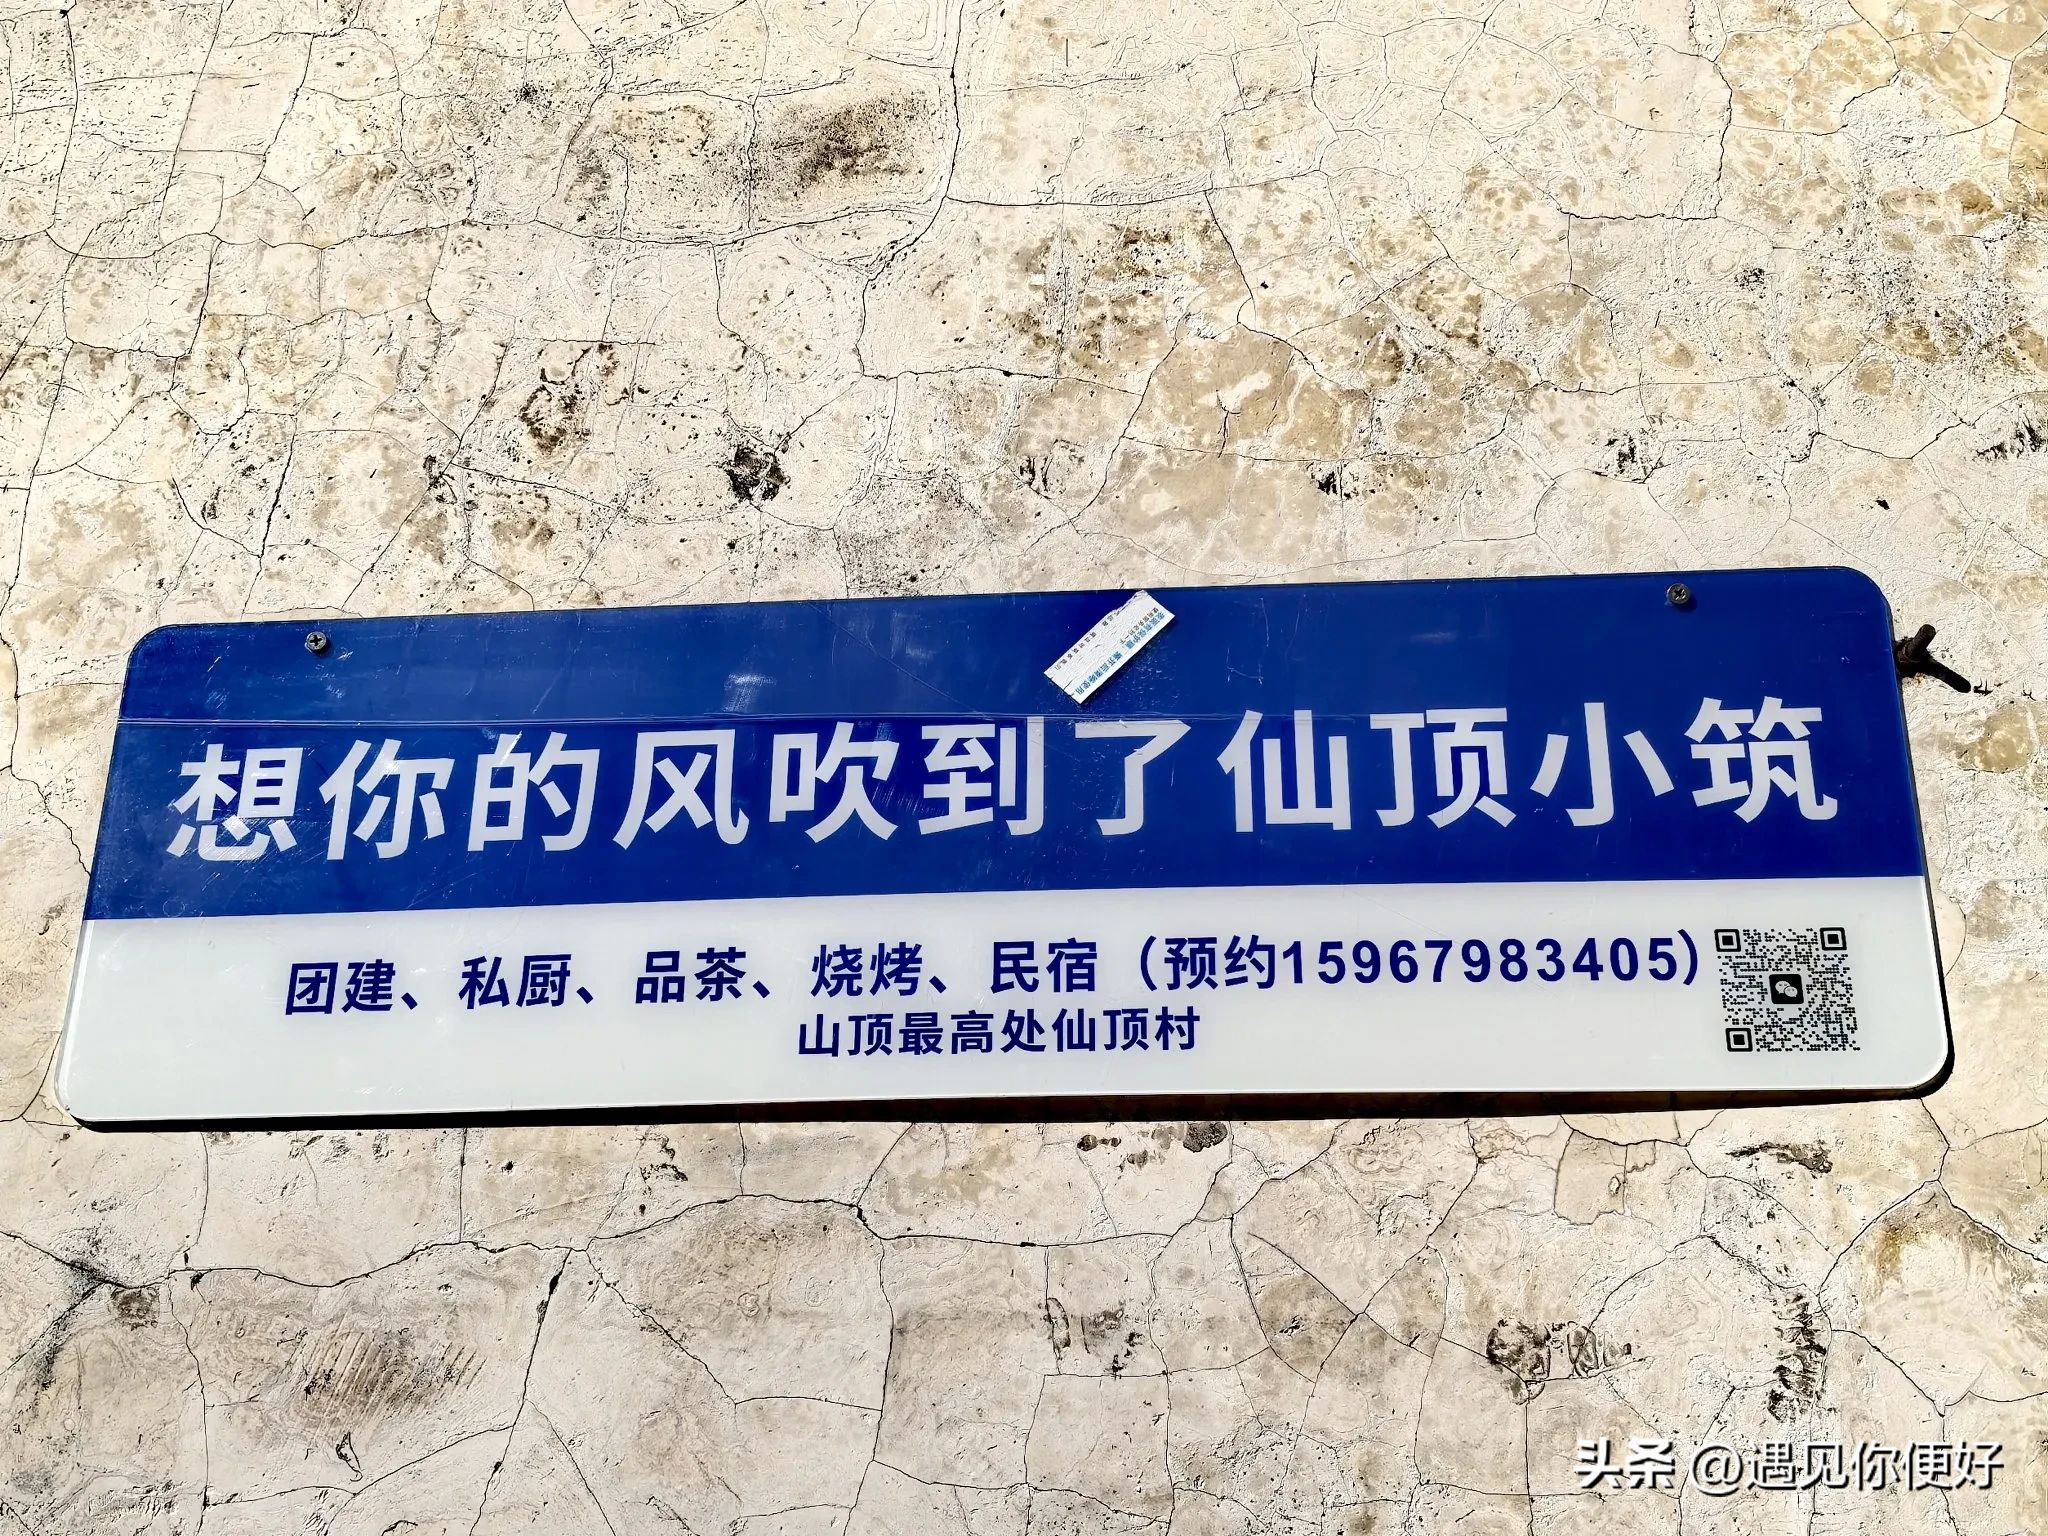 想你的风吹到了仙顶小筑
团建、私厨、品茶、烧烤、民宿（预约15967983405）
山顶最高处仙顶村
头条 @遇见你便好